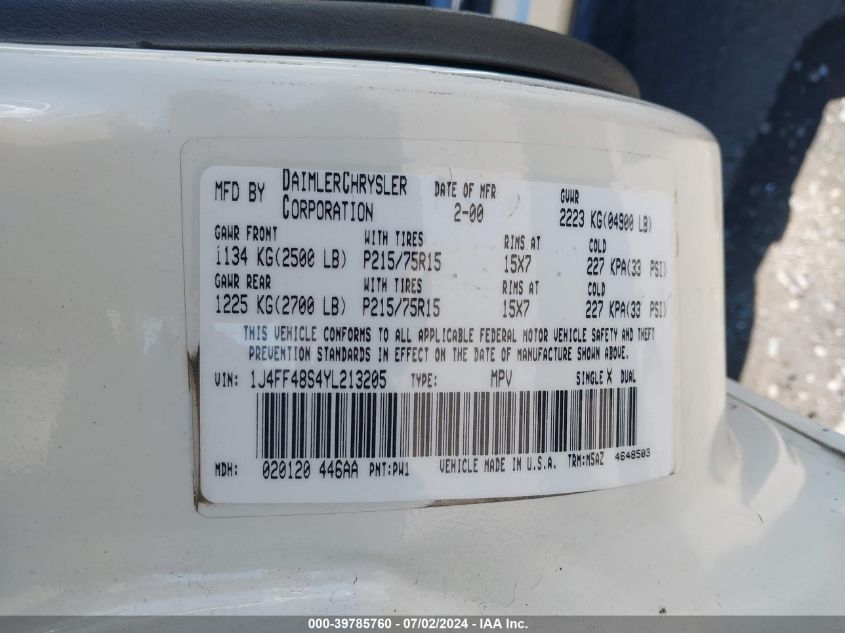 MFD BY DAIMLERCHRYSLER CORPORATION DATE OF MFR 2-00 GVWR 2223 KG(04900 LB)
GAWR FRONT WITH TIRES RIMS AT COLD
1134 KG(2500 LB) P215/75R15 15X7 227 KPA(33 PSI)
GAWR REAR WITH TIRES RIMS AT COLD
1225 KG(2700 LB) P215/75R15 15X7 227 KPA(33 PSI)
THIS VEHICLE CONFORMS TO ALL APPLICABLE FEDERAL MOTOR VEHICLE SAFETY AND THEFT
PREVENTION STANDARDS IN EFFECT ON THE DATE OF MANUFACTURE SHOWN ABOVE.
VIN: 1J4FF48S4YL213205 TYPE: MPV SINGLE X DUAL
MDH: 020120 446AA PNT:PW1 VEHICLE MADE IN U.S.A. TRM:M5AZ 4648503
000-39785760 - 07/02/2024 - IAA Inc.